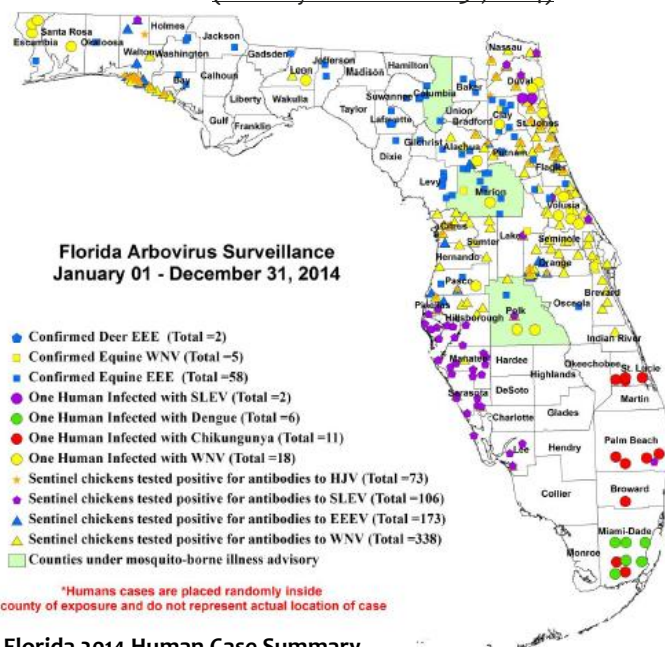 Nassau
Santa Rosa
Holmes
Escambia
Okaloosa
Jackson
Walton
Washington
Gadsden
Jefferson
Hamilton
Leon
Madison
Baker
Duval
Bay
Calhoun
Suwannee
Columbia
Liberty
Wakulla
Taylor
Union
Clay
Lafayette
Bradford
St. Johns
Gulf
Franklin
Gilchrist
Alachua
Putnam
Dixie
Flagler
Levy
Marion
Volusia
Citrus
Lake
Sumter
Seminole
Hernando
Orange
Pasco
Brevard
Polk
Osceola
Pinellas
Hillsborough
Indian River
Manatee
Hardee
Okeechobee
St. Lucie
Highlands
Sarasota
DeSoto
Martin
Charlotte
Glades
Palm Beach
Lee
Hendry
Collier
Broward
Miami-Dade
Monroe
Florida Arbovirus Surveillance
January 01 - December 31, 2014
Confirmed Deer EEE (Total =2)
Confirmed Equine WNV (Total =5)
Confirmed Equine EEE (Total =58)
One Human Infected with SLEV (Total =2)
One Human Infected with Dengue (Total =6)
One Human Infected with Chikungunya (Total =11)
One Human Infected with WNV (Total =18)
Sentinel chickens tested positive for antibodies to HJV (Total =73)
Sentinel chickens tested positive for antibodies to SLEV (Total =106)
Sentinel chickens tested positive for antibodies to EEEV (Total =173)
Sentinel chickens tested positive for antibodies to WNV (Total =338)
Counties under mosquito-borne illness advisory
*Humans cases are placed randomly inside
county of exposure and do not represent actual location of case
Florida 2014 Human Case Summary